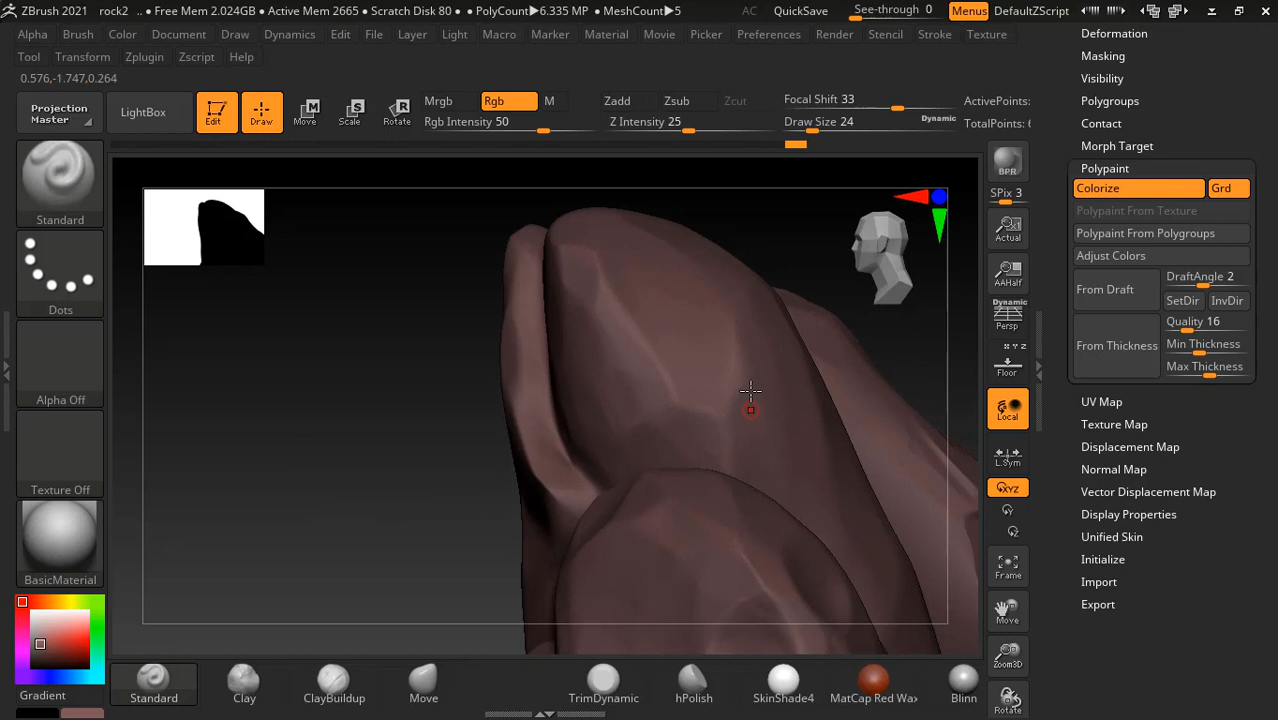 ZBrush 2021 rock2 • Free Mem 2.024GB • Active Mem 2665 • Scratch Disk 80 • PolyCount▶6.335 MP • MeshCount▶5 AC QuickSave See-through 0 Menus DefaultZScript
Alpha Brush Color Document Draw Dynamics Edit File Layer Light Macro Marker Material Movie Picker Preferences Render Stencil Stroke Texture
Tool Transform Zplugin Zscript Help
0.576,-1.747,0.264
Projection
Master
LightBox
Edit
Draw
Move
Scale
Rotate
Mrgb Rgb M
Rgb Intensity 50
Zadd Zsub Zcut
Z Intensity 25
Focal Shift 33
Draw Size 24
Dynamic
ActivePoints:
TotalPoints: 6
Standard
Dots
Alpha Off
Texture Off
BasicMaterial
Gradient
BPR
SPix 3
Actual
AAHalf
Dynamic
Persp
X Y Z
Floor
Local
L.Sym
XYZ
Y
Z
Frame
Move
Zoom3D
Rotate
Deformation
Masking
Visibility
Polygroups
Contact
Morph Target
Polypaint
Colorize Grd
Polypaint From Texture
Polypaint From Polygroups
Adjust Colors
From Draft
DraftAngle 2
SetDir InvDir
From Thickness
Quality 16
Min Thickness
Max Thickness
UV Map
Texture Map
Displacement Map
Normal Map
Vector Displacement Map
Display Properties
Unified Skin
Initialize
Import
Export
Standard Clay ClayBuildup Move TrimDynamic hPolish SkinShade4 MatCap Red Wax Blinn